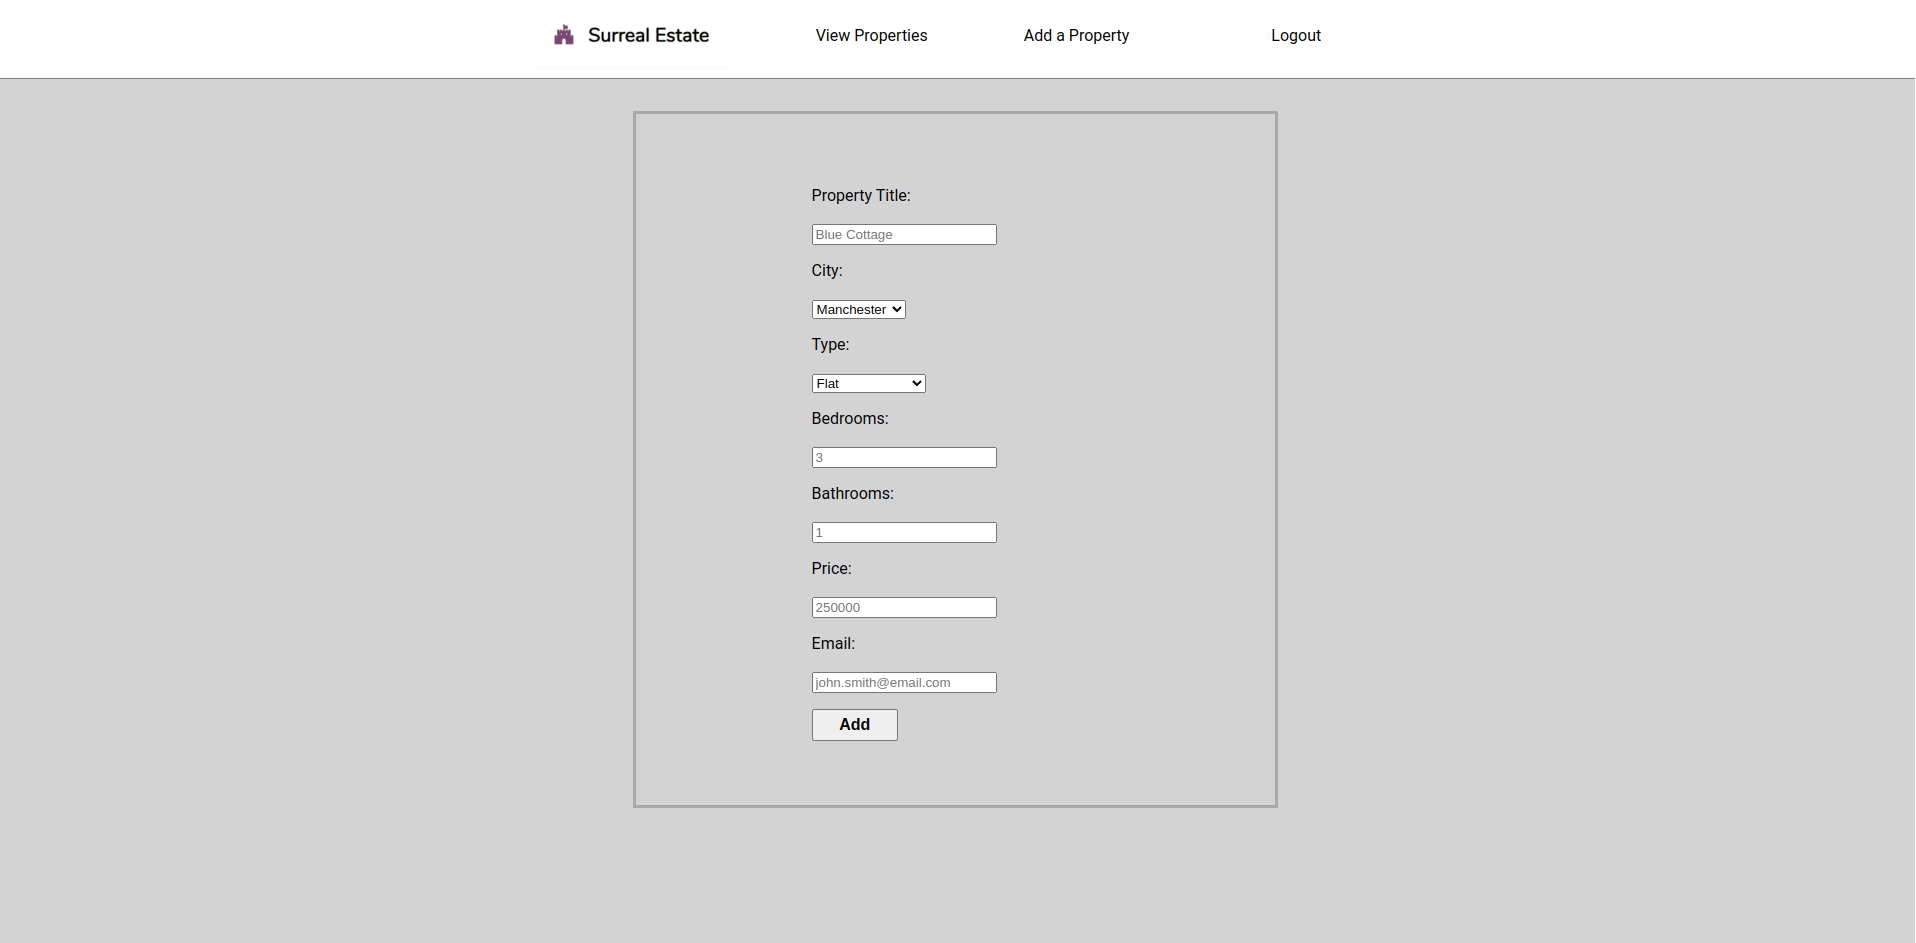 Surreal Estate View Properties Add a Property Logout
Property Title:
Blue Cottage
City:
Manchester
Type:
Flat
Bedrooms:
3
Bathrooms:
1
Price:
250000
Email:
john.smith@email.com
Add